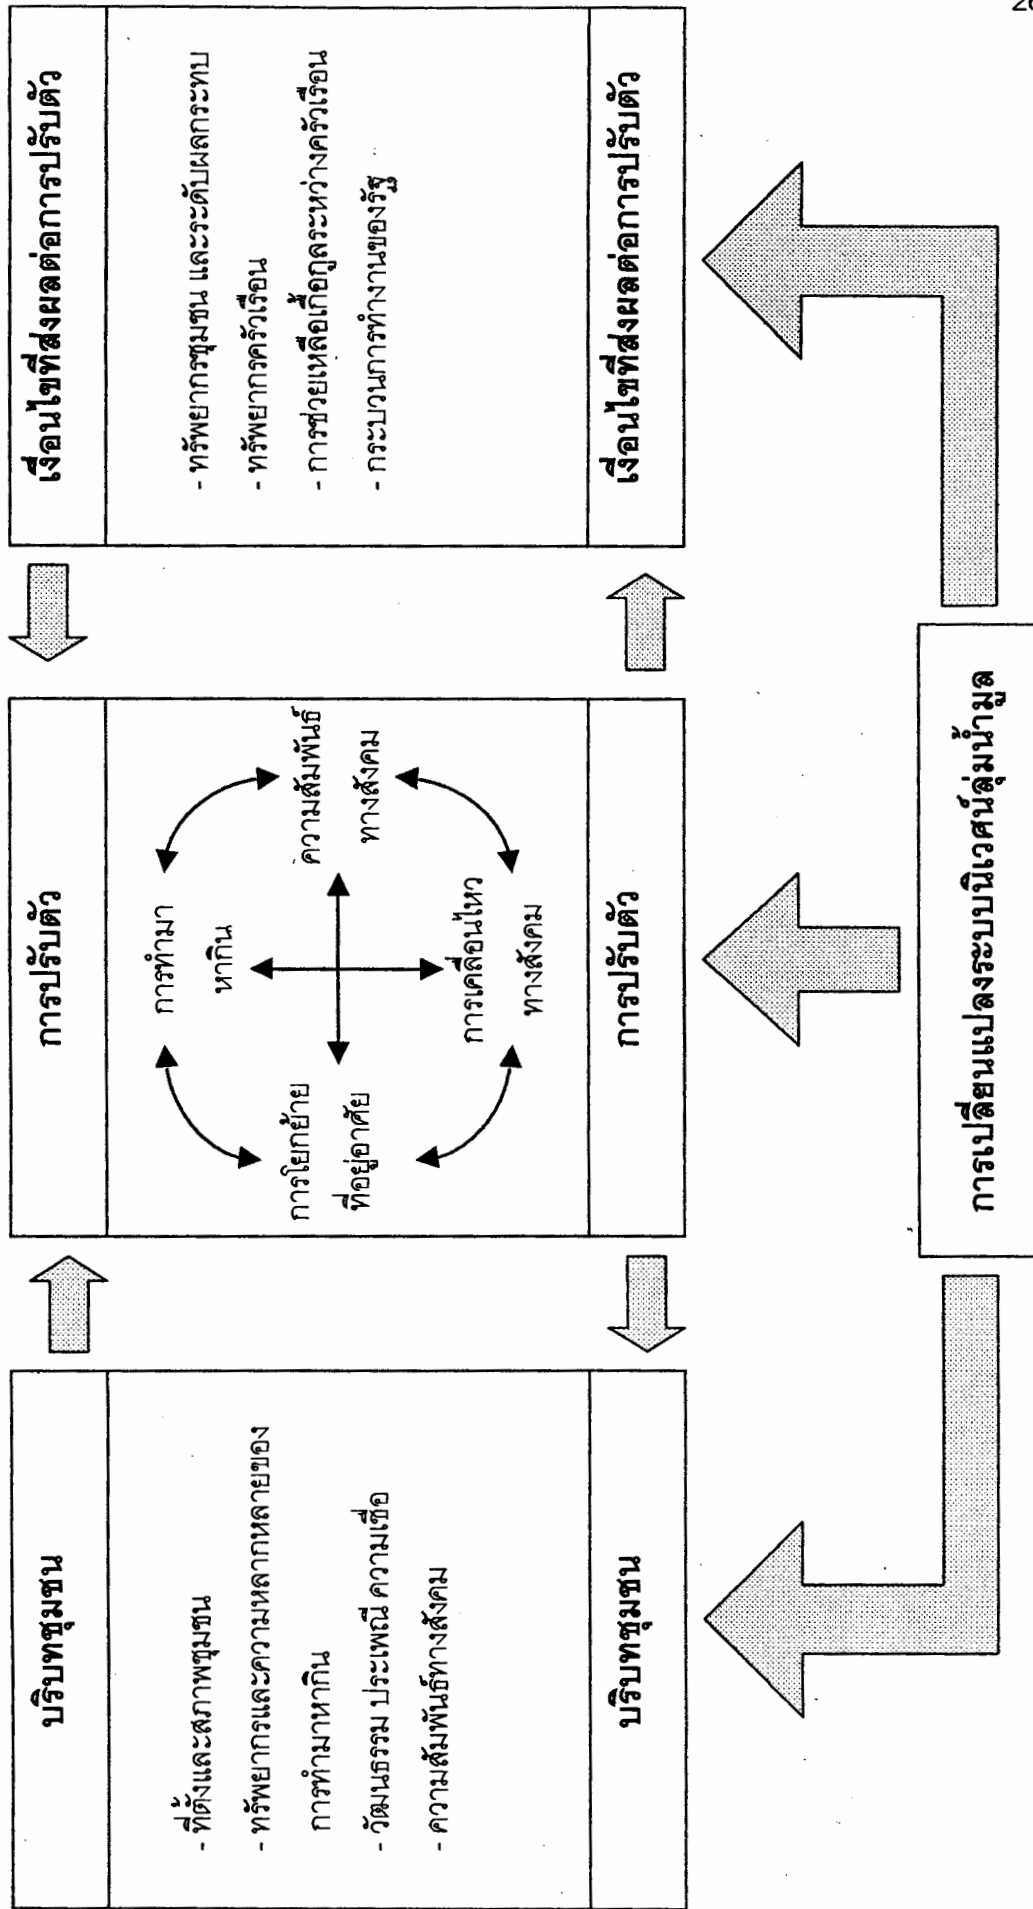 บริบทชุมชน
- ที่ตั้งและสภาพชุมชน
- ทรัพยากรและความหลากหลายของ
การทำมาหากิน
- วัฒนธรรม ประเพณี ความเชื่อ
- ความสัมพันธ์ทางสังคม
บริบทชุมชน
การปรับตัว
การทำมา
หากิน
การโยกย้าย
ที่อยู่อาศัย
ความสัมพันธ์
ทางสังคม
การเคลื่อนไหว
ทางสังคม
การปรับตัว
เงื่อนไขที่ส่งผลต่อการปรับตัว
- ทรัพยากรชุมชน และระดับผลกระทบ
- ทรัพยากรครัวเรือน
- การช่วยเหลือเกื้อกูลระหว่างครัวเรือน
- กระบวนการทำงานของรัฐ
เงื่อนไขที่ส่งผลต่อการปรับตัว
การเปลี่ยนแปลงระบบนิเวศน์ลุ่มน้ำมูล